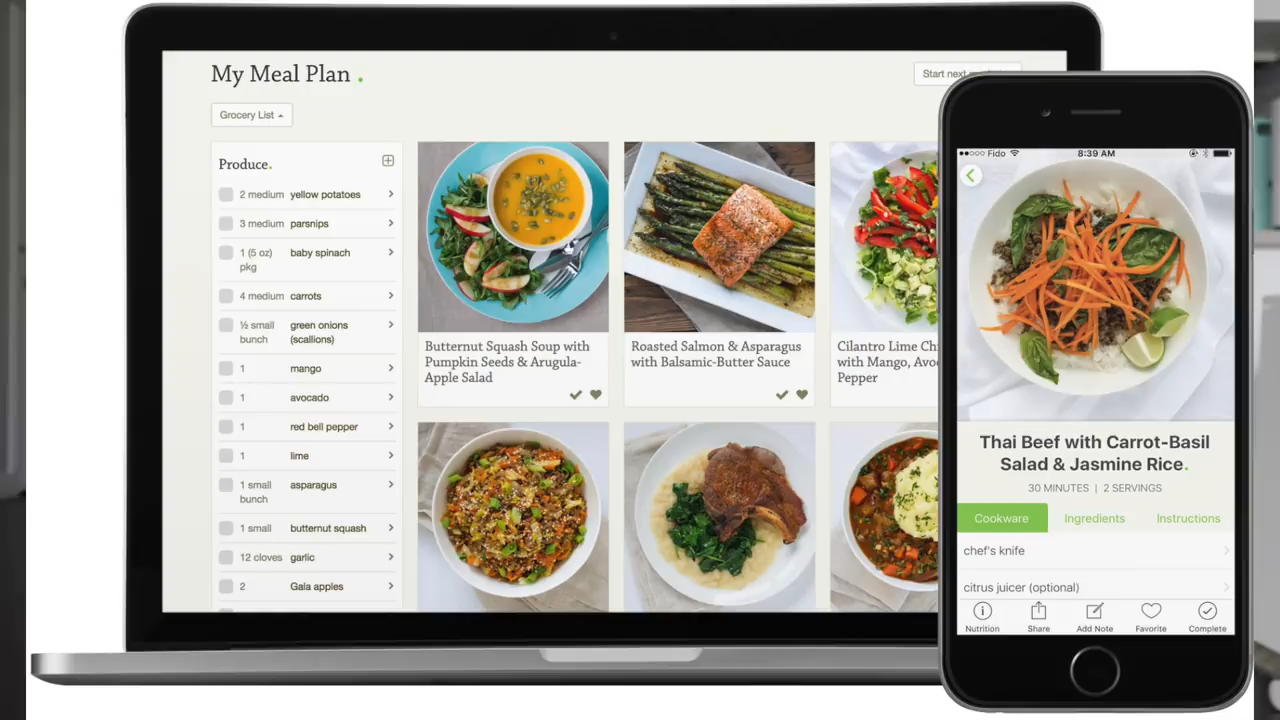 My Meal Plan .
Start next
Grocery List
Produce.
2 medium yellow potatoes
3 medium parsnips
1 (5 oz) baby spinach
pkg
4 medium carrots
½ small green onions
bunch (scallions)
1 mango
1 avocado
1 red bell pepper
1 lime
1 small asparagus
bunch
1 small butternut squash
12 cloves garlic
2 Gala apples
Butternut Squash Soup with
Pumpkin Seeds & Arugula-
Apple Salad
Roasted Salmon & Asparagus
with Balsamic-Butter Sauce
Cilantro Lime
with Mango,
Pepper
Fido
8:39 AM
Thai Beef with Carrot-Basil
Salad & Jasmine Rice.
30 MINUTES | 2 SERVINGS
Cookware Ingredients Instructions
chef's knife
citrus juicer (optional)
Nutrition Share Add Note Favorite Complete